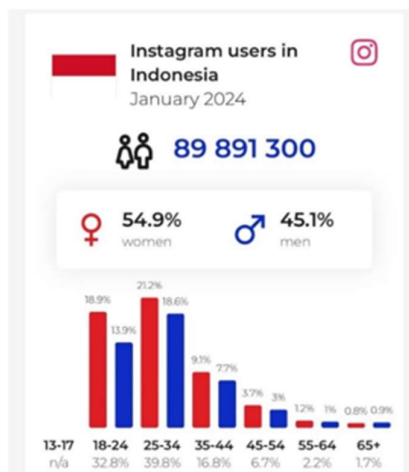 Instagram users in
Indonesia
January 2024
89 891 300
54.9%
women
45.1%
men
18.9%
13.9%
21.2%
18.6%
9.1%
7.7%
3.7%
3%
1.2%
1%
0.8%
0.9%
13-17 18-24 25-34 35-44 45-54 55-64 65+
n/a 32.8% 39.8% 16.8% 6.7% 2.2% 1.7%